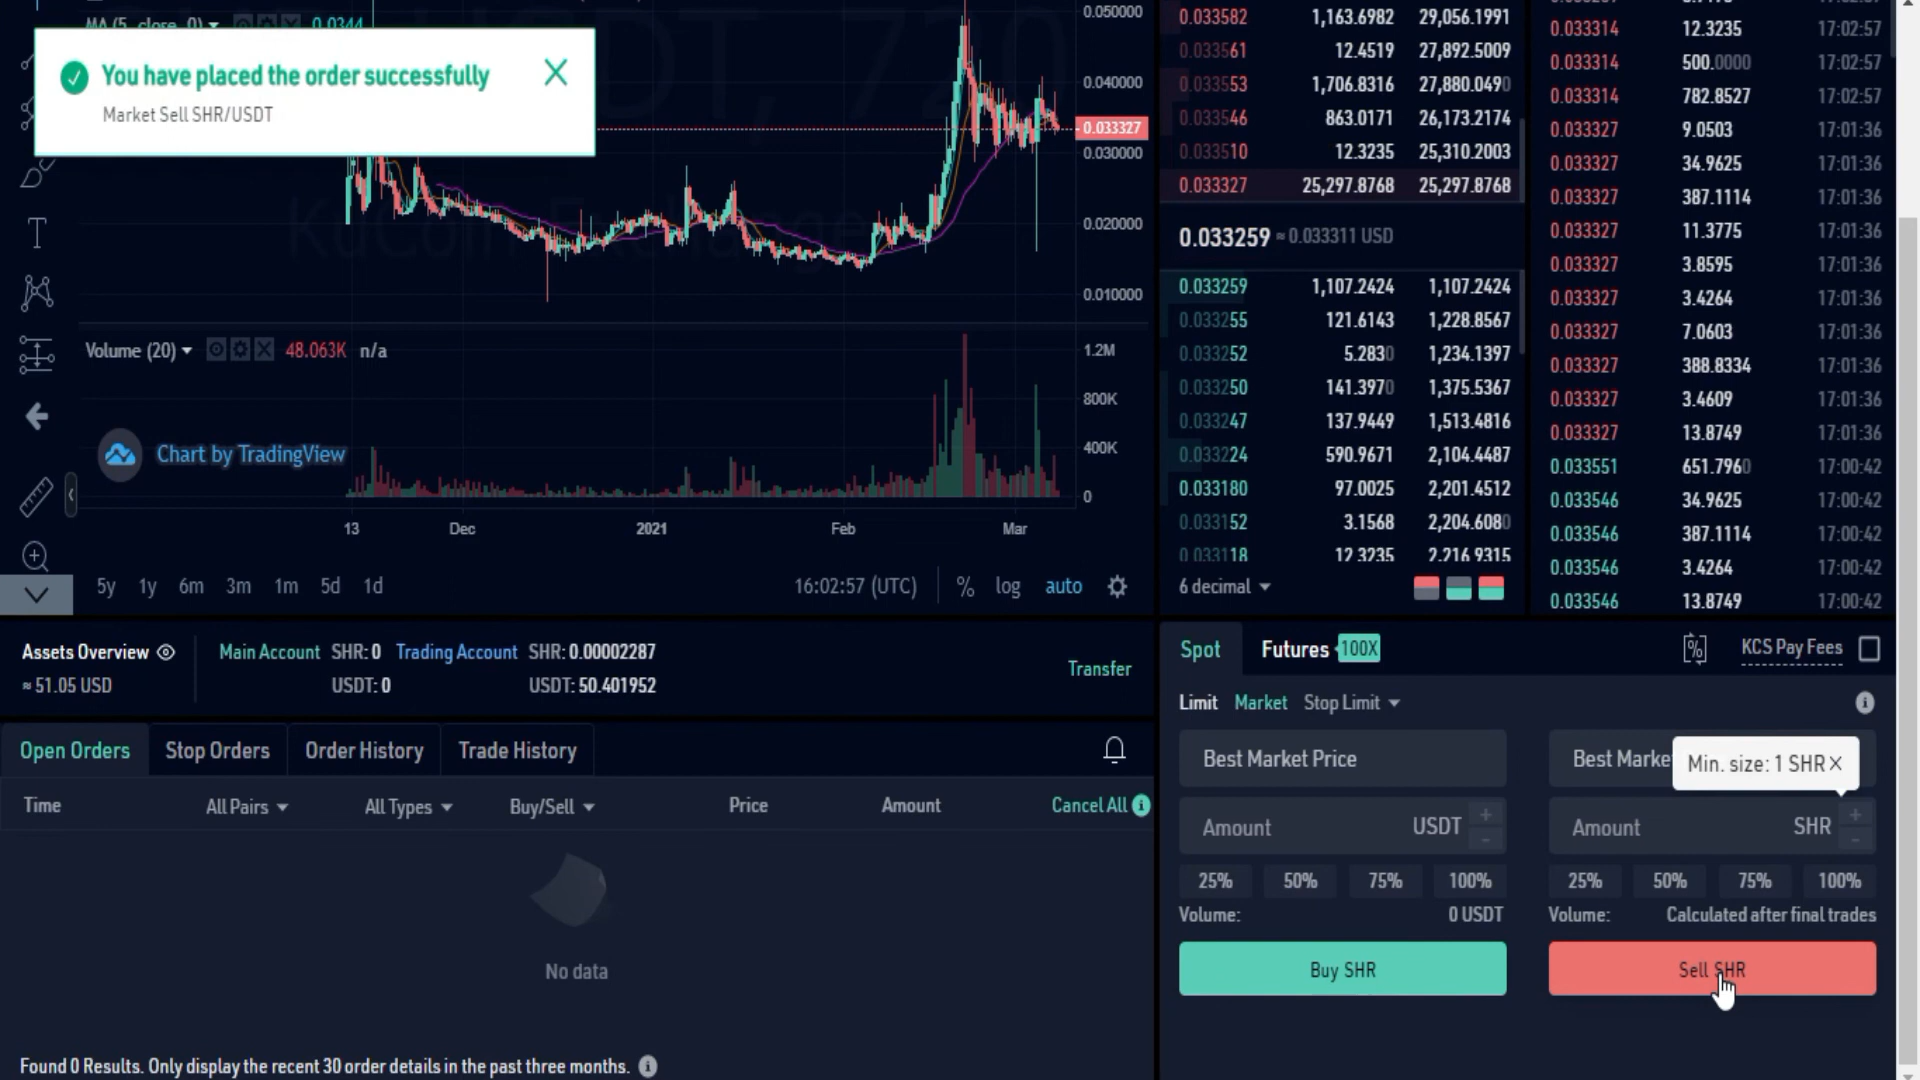 MA (5, close, 0) 0.0344
You have placed the order successfully
Market Sell SHR/USDT
0.050000
0.040000
0.033327
0.030000
0.020000
0.010000
KuCoin Exchange
Volume (20) 48.063K n/a
1.2M
800K
400K
0
Chart by TradingView
13 Dec 2021 Feb Mar
5y 1y 6m 3m 1m 5d 1d 16:02:57 (UTC) % log auto
0.033582 1,163.6982 29,056.1991
0.033561 12.4519 27,892.5009
0.033553 1,706.8316 27,880.0490
0.033546 863.0171 26,173.2174
0.033510 12.3235 25,310.2003
0.033327 25,297.8768 25,297.8768
0.033259 ≈ 0.033311 USD
0.033259 1,107.2424 1,107.2424
0.033255 121.6143 1,228.8567
0.033252 5.2830 1,234.1397
0.033250 141.3970 1,375.5367
0.033247 137.9449 1,513.4816
0.033224 590.9671 2,104.4487
0.033180 97.0025 2,201.4512
0.033152 3.1568 2,204.6080
0.033118 12.3235 2,216.9315
6 decimal
0.033314 12.3235 17:02:57
0.033314 500.0000 17:02:57
0.033314 782.8527 17:02:57
0.033327 9.0503 17:01:36
0.033327 34.9625 17:01:36
0.033327 387.1114 17:01:36
0.033327 11.3775 17:01:36
0.033327 3.8595 17:01:36
0.033327 3.4264 17:01:36
0.033327 7.0603 17:01:36
0.033327 388.8334 17:01:36
0.033327 3.4609 17:01:36
0.033327 13.8749 17:01:36
0.033551 651.7960 17:00:42
0.033546 34.9625 17:00:42
0.033546 387.1114 17:00:42
0.033546 3.4264 17:00:42
0.033546 13.8749 17:00:42
Assets Overview
≈ 51.05 USD
Main Account SHR: 0 Trading Account SHR: 0.00002287
USDT: 0 USDT: 50.401952
Transfer
Open Orders Stop Orders Order History Trade History
Time All Pairs All Types Buy/Sell Price Amount Cancel All
No data
Found 0 Results. Only display the recent 30 order details in the past three months.
Spot Futures 100X KCS Pay Fees
Limit Market Stop Limit
Best Market Price
Amount USDT
25% 50% 75% 100%
Volume: 0 USDT
Buy SHR
Best Marke
Min. size: 1 SHR
Amount SHR
25% 50% 75% 100%
Volume: Calculated after final trades
Sell SHR